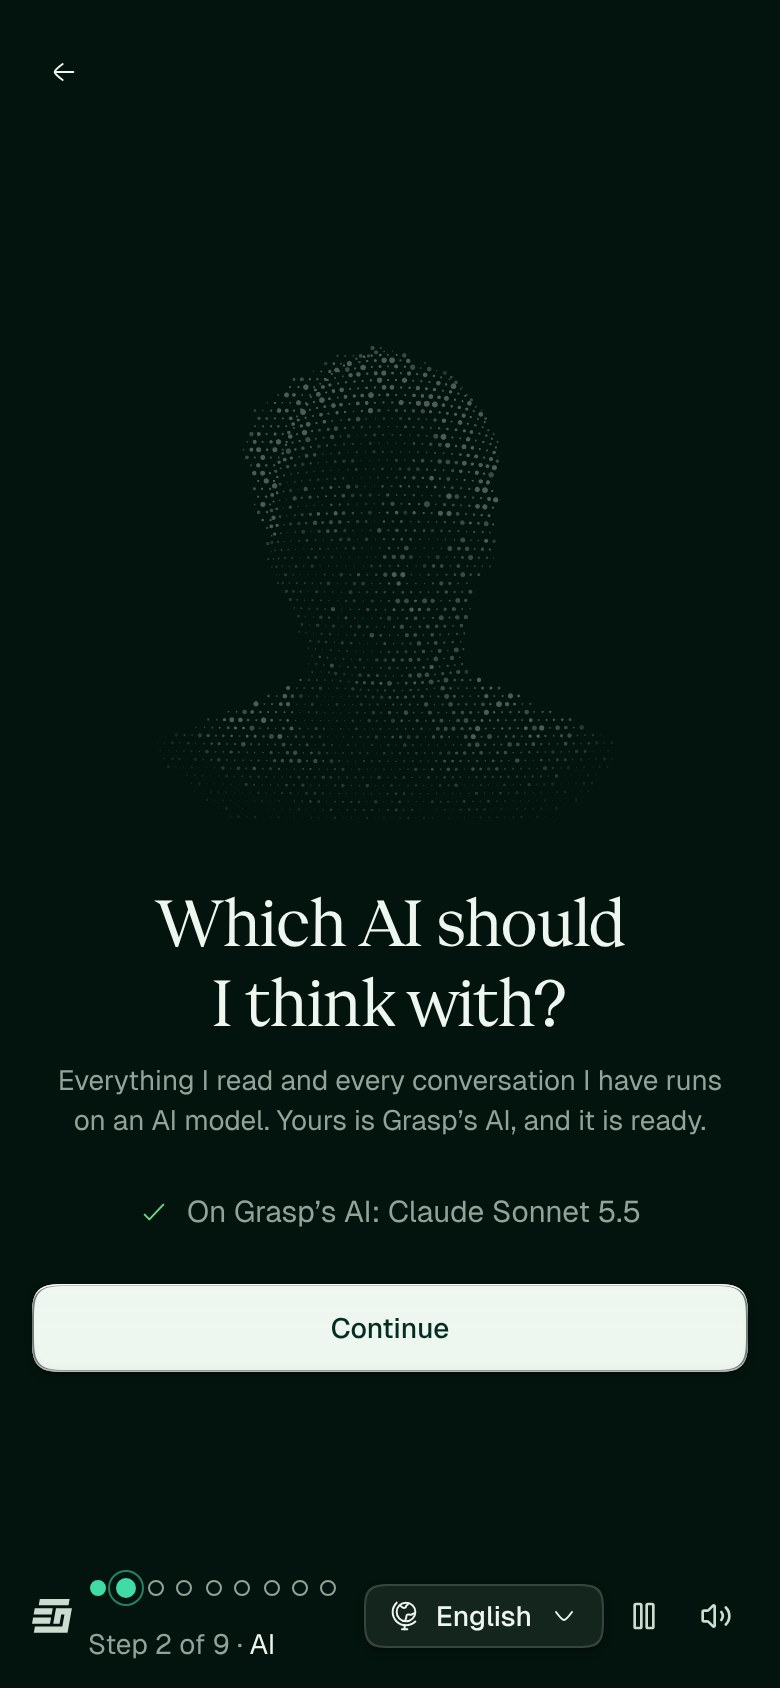 Which AI should
I think with?
Everything I read and every conversation I have runs
on an AI model. Yours is Grasp’s AI, and it is ready.
On Grasp’s AI: Claude Sonnet 5.5
Continue
Step 2 of 9 · AI
English